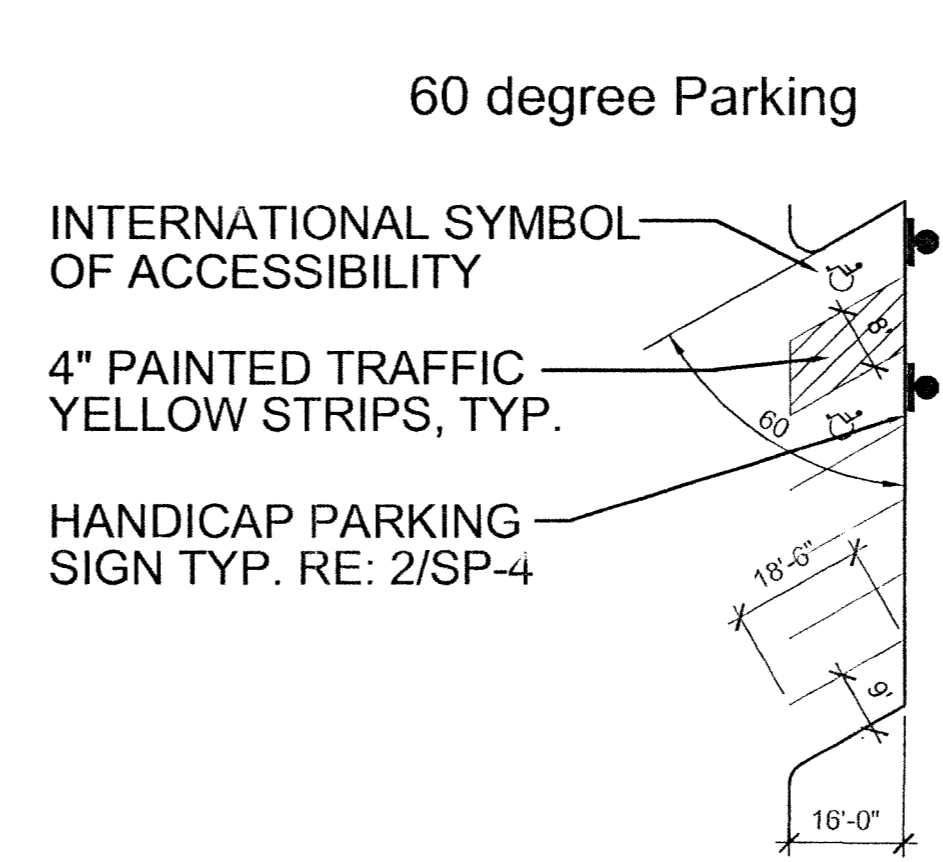 60 degree Parking
INTERNATIONAL SYMBOL
OF ACCESSIBILITY
4" PAINTED TRAFFIC
YELLOW STRIPS, TYP.
HANDICAP PARKING
SIGN TYP. RE: 2/SP-4
8'
60
18'-6"
9'
16'-0"